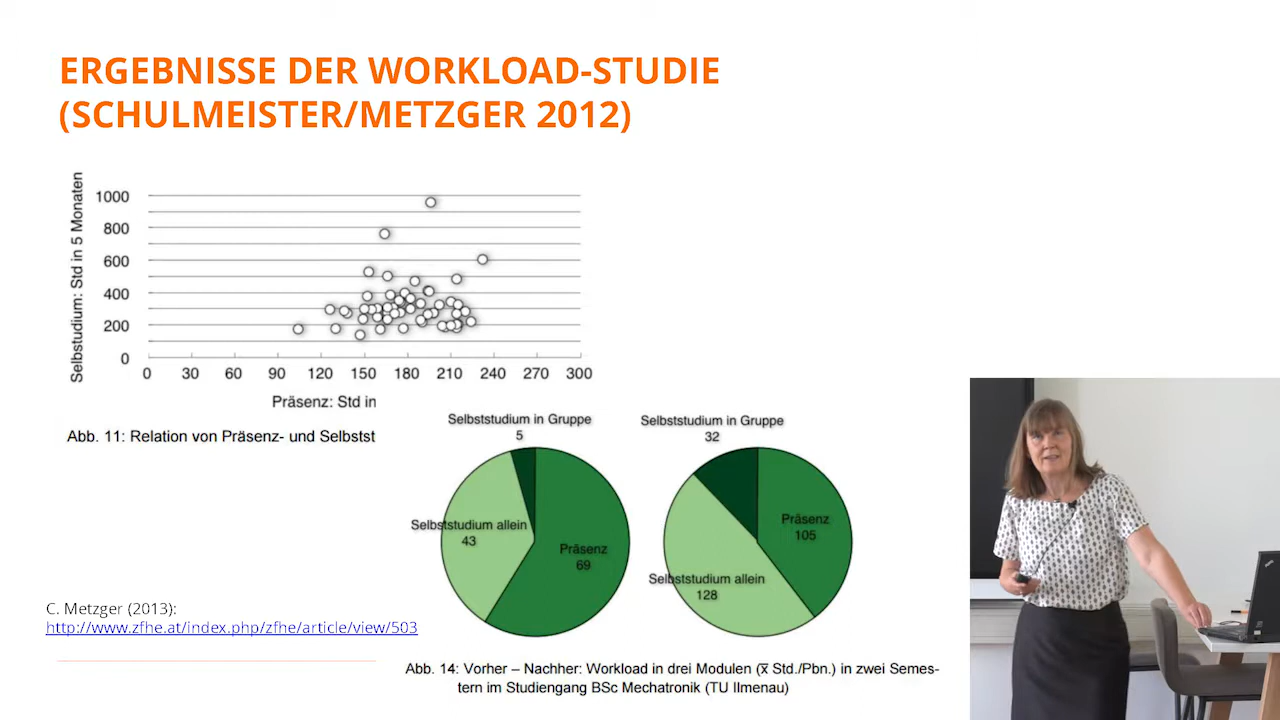 ERGEBNISSE DER WORKLOAD-STUDIE
(SCHULMEISTER/METZGER 2012)
Selbstudium: Std in 5 Monaten
1000
800
600
400
200
0
0 30 60 90 120 150 180 210 240 270 300
Präsenz: Std in
Abb. 11: Relation von Präsenz- und Selbstst
Selbststudium in Gruppe
5
Selbststudium allein
43
Präsenz
69
Selbststudium in Gruppe
32
Präsenz
105
Selbststudium allein
128
C. Metzger (2013):
http://www.zfhe.at/index.php/zfhe/article/view/503
Abb. 14: Vorher – Nachher: Workload in drei Modulen (x̅ Std./Pbn.) in zwei Semes-
tern im Studiengang BSc Mechatronik (TU Ilmenau)